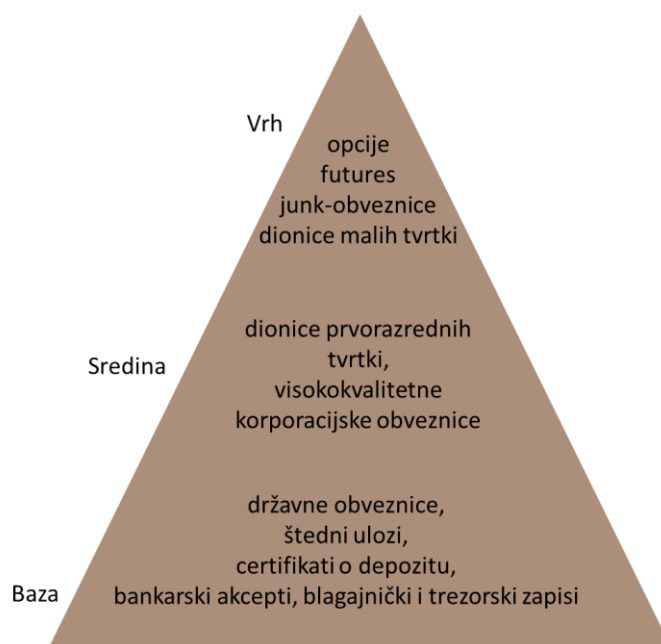 Vrh
opcije
futures
junk-obveznice
dionice malih tvrtki
Sredina
dionice prvorazrednih
tvrtki,
visokokvalitetne
korporacijske obveznice
Baza
državne obveznice,
štedni ulozi,
certifikati o depozitu,
bankarski akcepti, blagajnički i trezorski zapisi